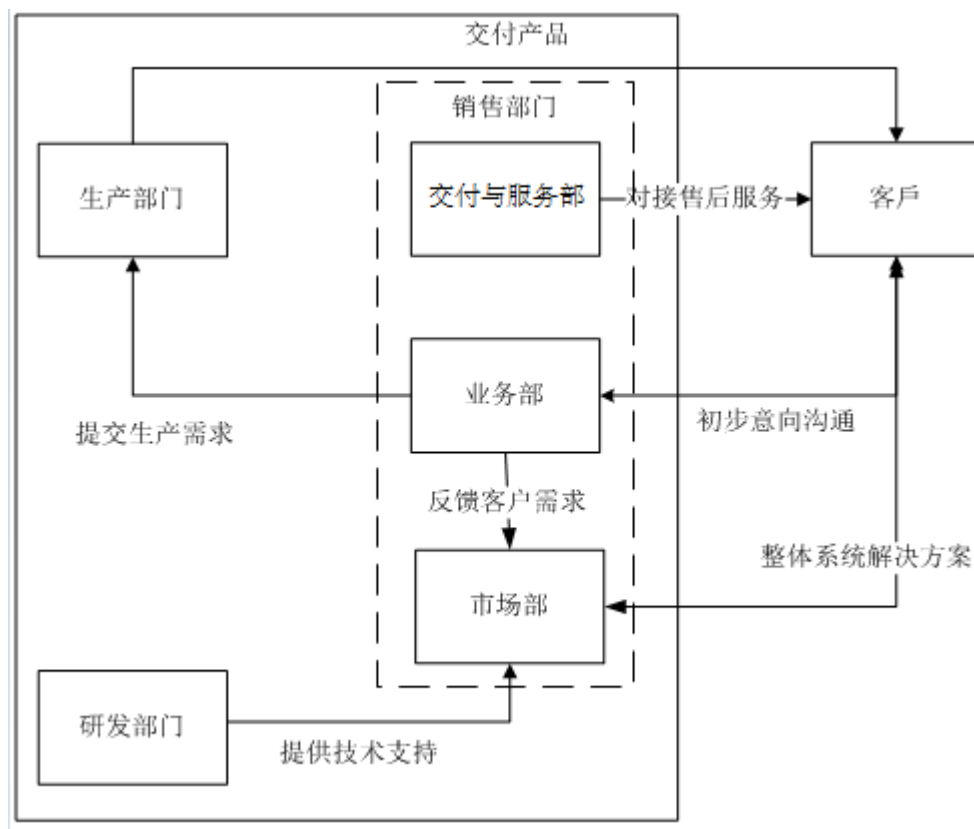 交付产品
销售部门
生产部门
交付与服务部
对接售后服务
客戶
业务部
提交生产需求
初步意向沟通
反馈客户需求
整体系统解决方案
市场部
研发部门
提供技术支持